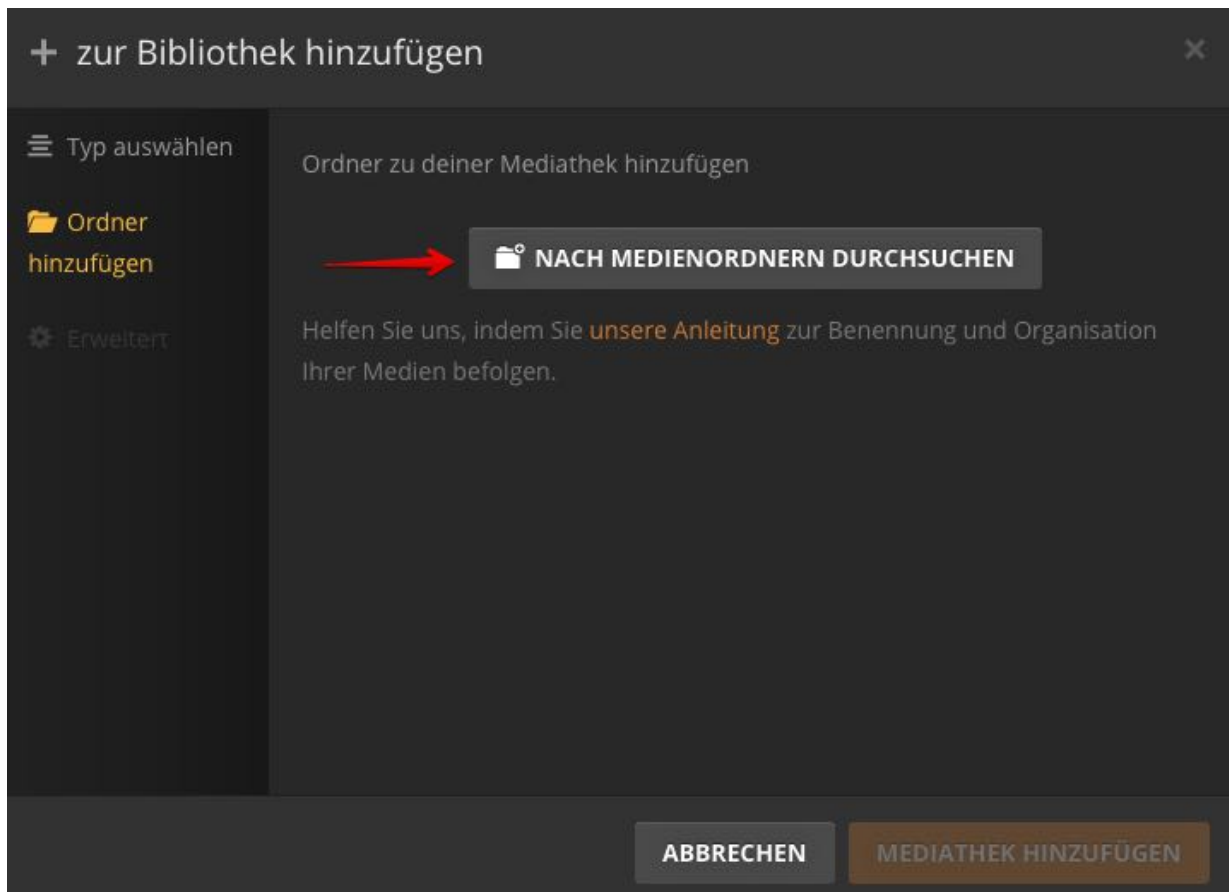 zur Bibliothek hinzufügen
Typ auswählen
Ordner
hinzufügen
Erweitert
Ordner zu deiner Mediathek hinzufügen
NACH MEDIENORDNERN DURCHSUCHEN
Helfen Sie uns, indem Sie unsere Anleitung zur Benennung und Organisation
Ihrer Medien befolgen.
ABBRECHEN
MEDIATHEK HINZUFÜGEN